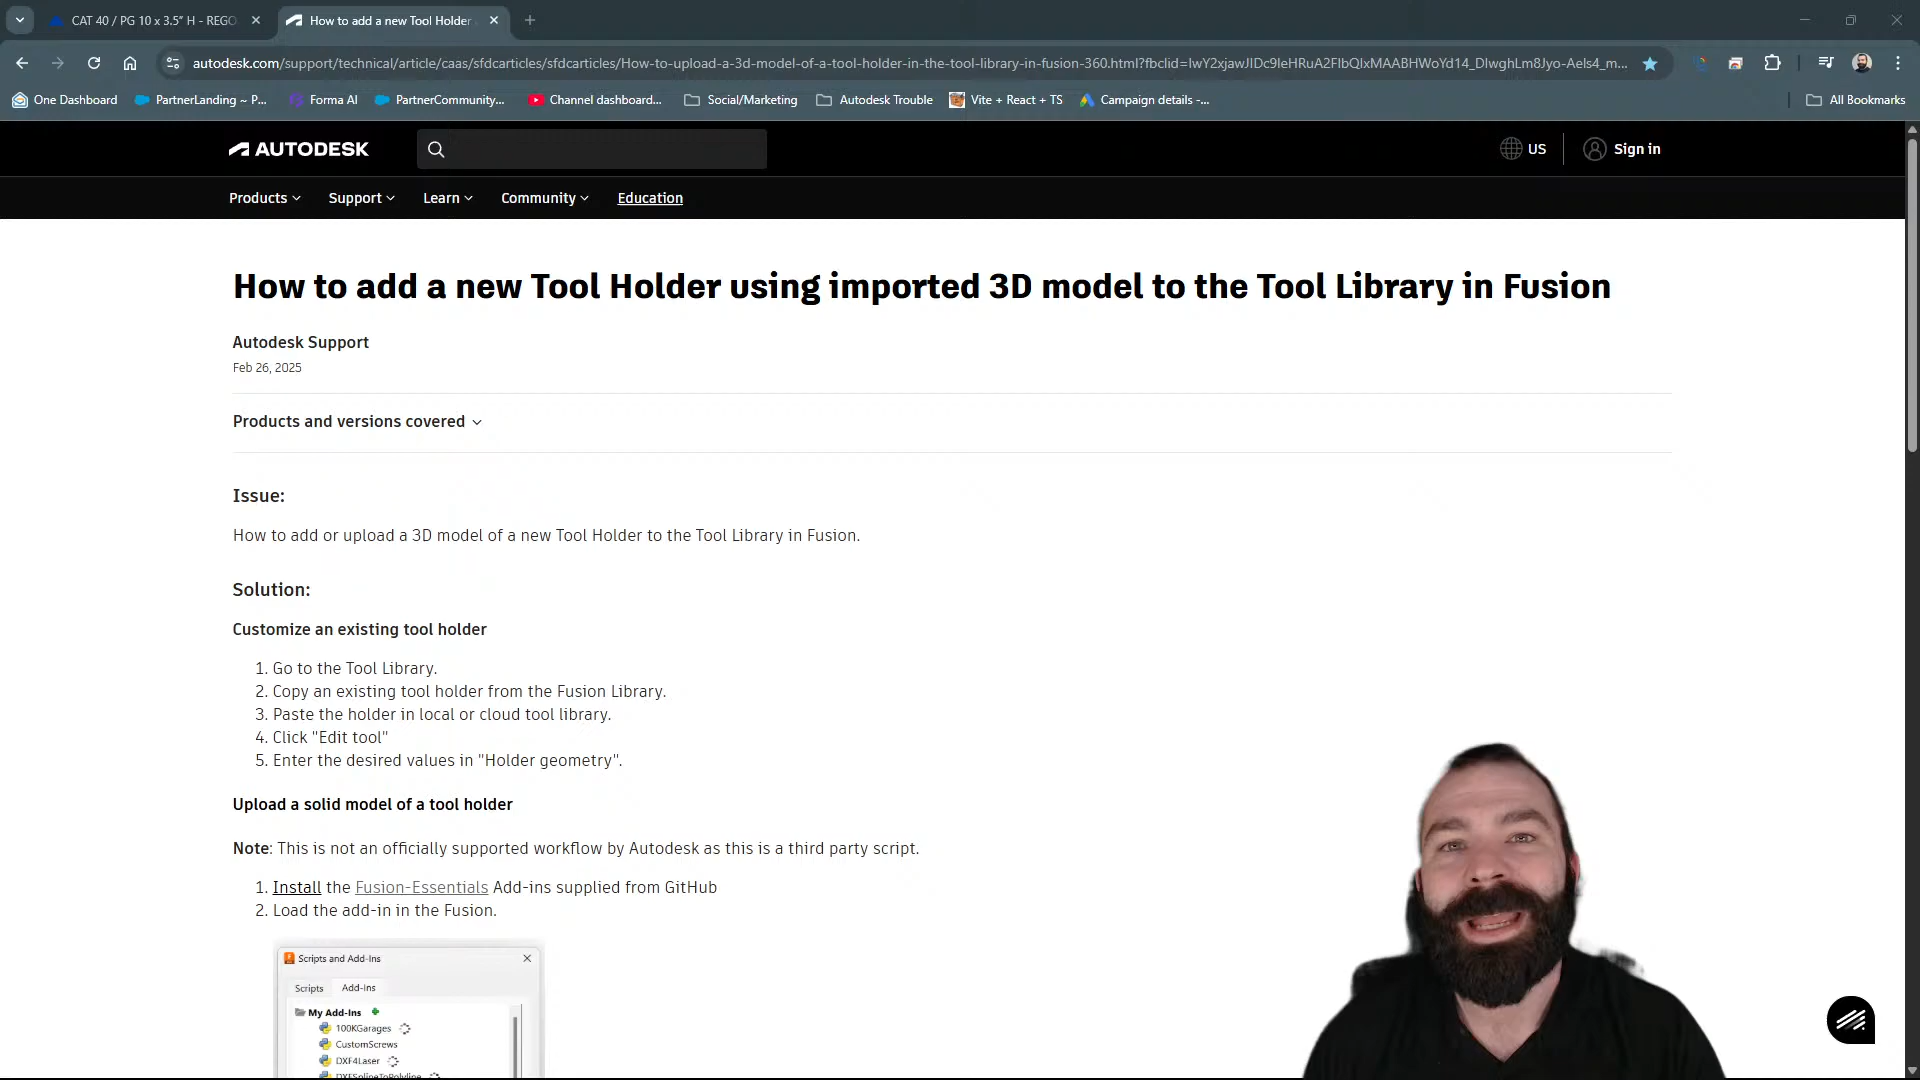 CAT 40 / PG 10 x 3.5" H - REGO
How to add a new Tool Holder
autodesk.com/support/technical/article/caas/sfdcarticles/sfdcarticles/How-to-upload-a-3d-model-of-a-tool-holder-in-the-tool-library-in-fusion-360.html?fbclid=IwY2xjawJIDc9leHRuA2FlbQIxMAABHWoYd14_DlwghLm8Jyo-Aels4_m...
One Dashboard
PartnerLanding ~ P...
Forma AI
PartnerCommunity...
Channel dashboard...
Social/Marketing
Autodesk Trouble
Vite + React + TS
Campaign details -...
All Bookmarks
AUTODESK
US
Sign in
Products
Support
Learn
Community
Education
How to add a new Tool Holder using imported 3D model to the Tool Library in Fusion
Autodesk Support
Feb 26, 2025
Products and versions covered
Issue:
How to add or upload a 3D model of a new Tool Holder to the Tool Library in Fusion.
Solution:
Customize an existing tool holder
1. Go to the Tool Library.
2. Copy an existing tool holder from the Fusion Library.
3. Paste the holder in local or cloud tool library.
4. Click "Edit tool"
5. Enter the desired values in "Holder geometry".
Upload a solid model of a tool holder
Note: This is not an officially supported workflow by Autodesk as this is a third party script.
1. Install the Fusion-Essentials Add-ins supplied from GitHub
2. Load the add-in in the Fusion.
Scripts and Add-Ins
Scripts
Add-Ins
My Add-Ins
100KGarages
CustomScrews
DXF4Laser
DXFSplineToPolyline